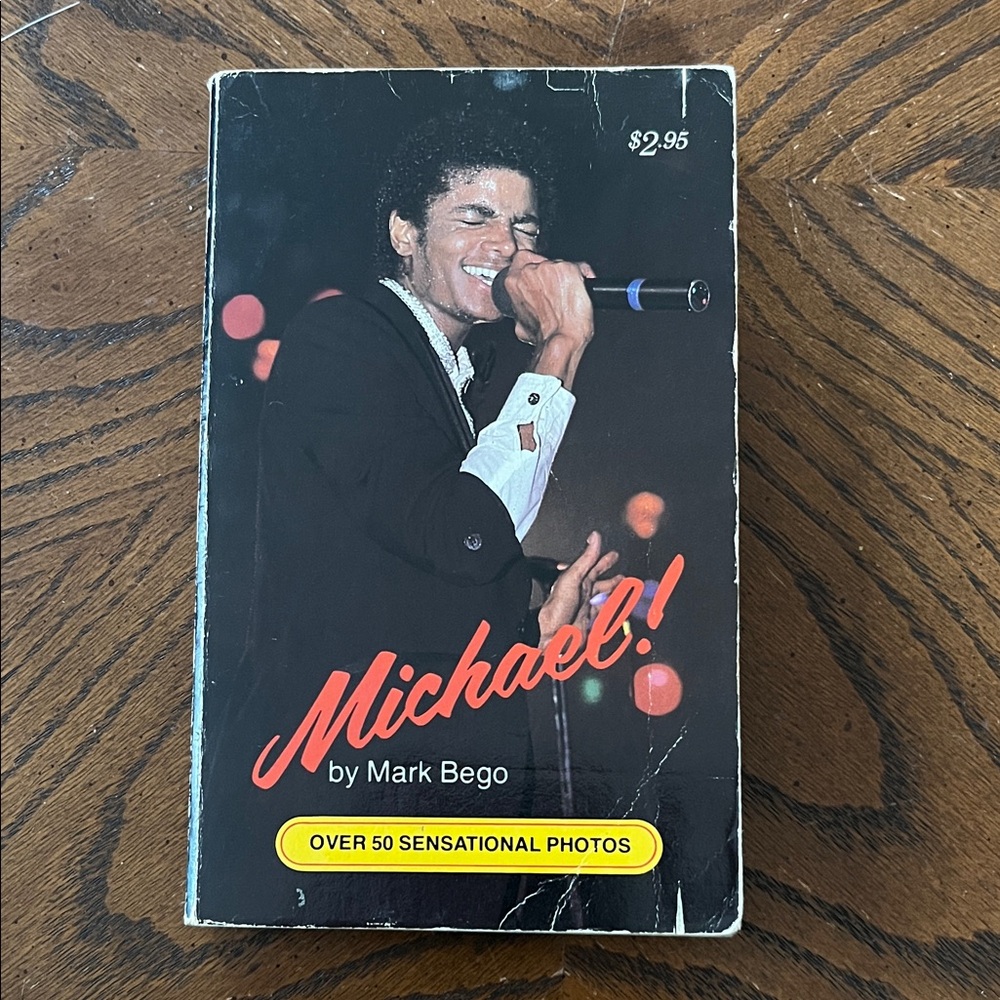 $2.95
Michael!
by Mark Bego
OVER 50 SENSATIONAL PHOTOS